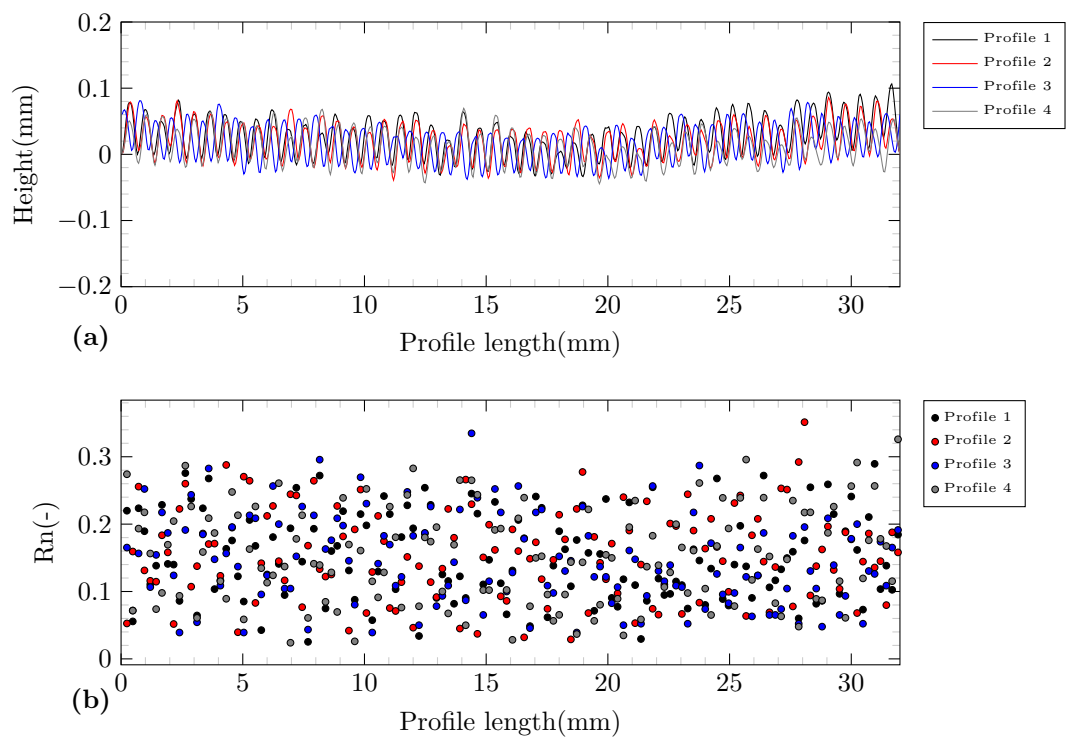 0.2
0.1
0
−0.1
−0.2
Height(mm)
0 5 10 15 20 25 30
Profile length(mm)
(a)
Profile 1
Profile 2
Profile 3
Profile 4
0.3
0.2
0.1
0
Rn(-)
0 5 10 15 20 25 30
Profile length(mm)
(b)
Profile 1
Profile 2
Profile 3
Profile 4